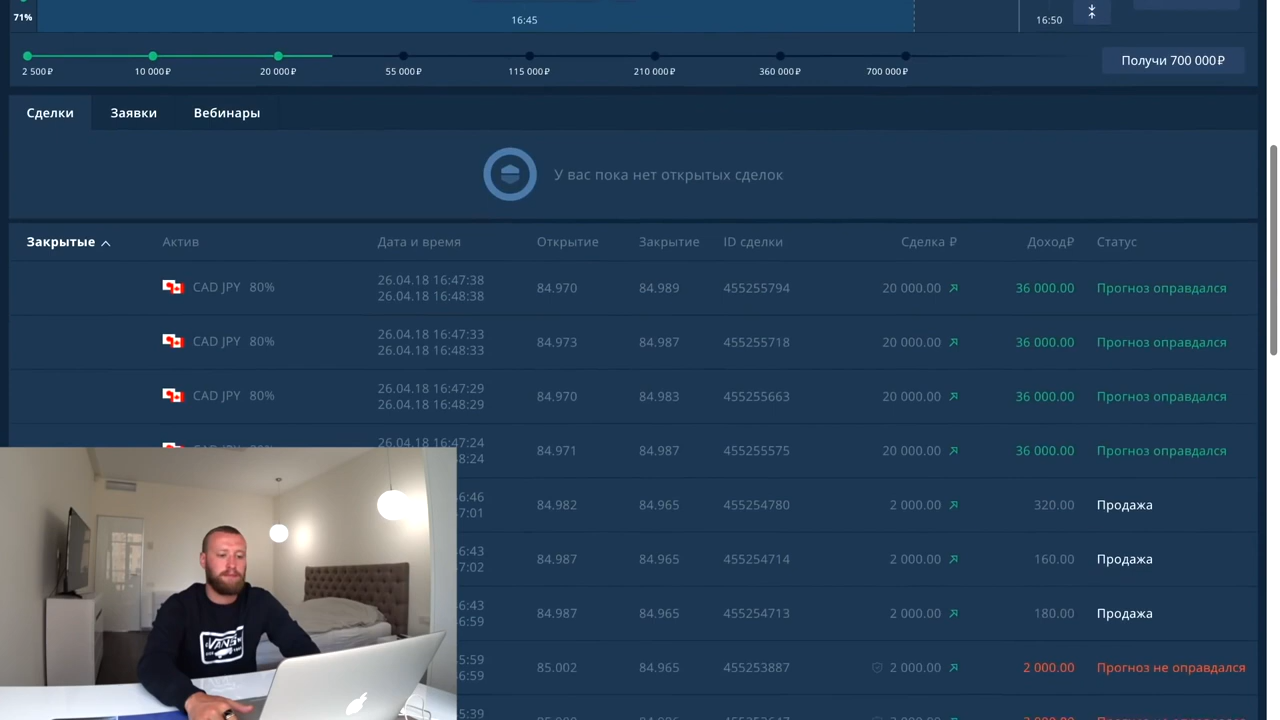 71%
16:45
16:50
2 500₽ 10 000₽ 20 000₽ 55 000₽ 115 000₽ 210 000₽ 360 000₽ 700 000₽
Получи 700 000₽
Сделки Заявки Вебинары
У вас пока нет открытых сделок
Закрытые Актив Дата и время Открытие Закрытие ID сделки Сделка ₽ Доход₽ Статус
26.04.18 16:47:38
CAD JPY 80% 84.970 84.989 455255794 20 000.00 36 000.00 Прогноз оправдался
26.04.18 16:48:38
26.04.18 16:47:33
CAD JPY 80% 84.973 84.987 455255718 20 000.00 36 000.00 Прогноз оправдался
26.04.18 16:48:33
26.04.18 16:47:29
CAD JPY 80% 84.970 84.983 455255663 20 000.00 36 000.00 Прогноз оправдался
26.04.18 16:48:29
26.04.18 16:47:24
84.971 84.987 455255575 20 000.00 36 000.00 Прогноз оправдался
8:24
6:46
84.982 84.965 455254780 2 000.00 320.00 Продажа
7:01
6:43
84.987 84.965 455254714 2 000.00 160.00 Продажа
7:02
6:43
84.987 84.965 455254713 2 000.00 180.00 Продажа
6:59
5:59
85.002 84.965 455253887 2 000.00 2 000.00 Прогноз не оправдался
6:59
5:39
VANS